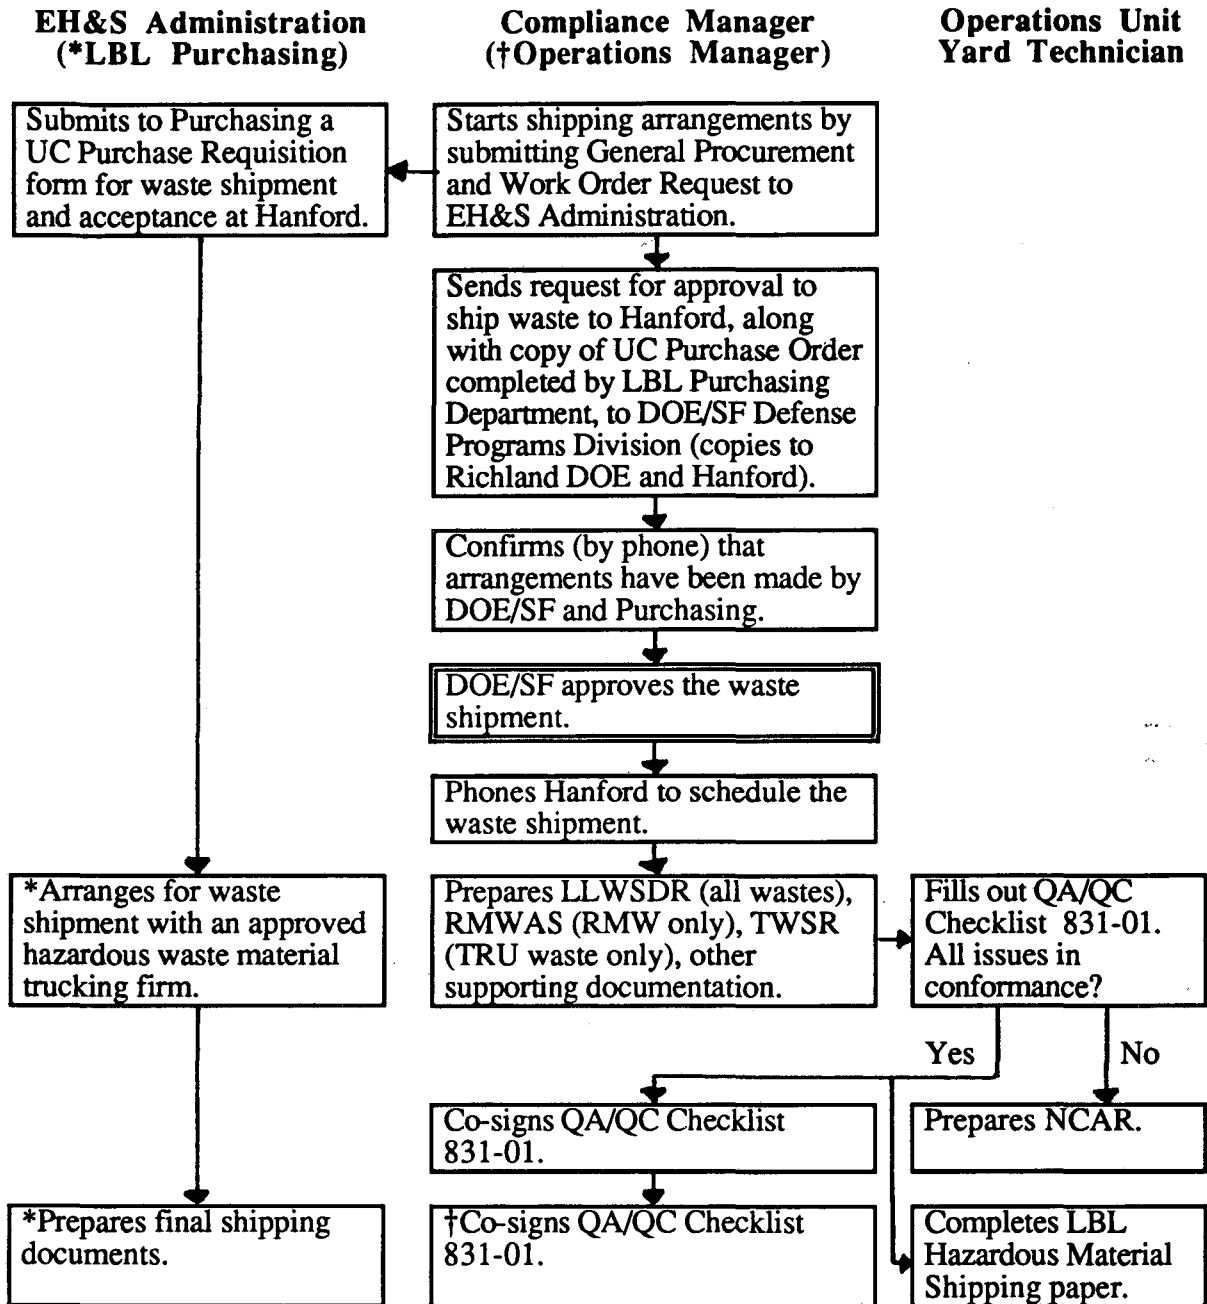 EH&S Administration
(*LBL Purchasing)
Compliance Manager
(†Operations Manager)
Operations Unit
Yard Technician
Submits to Purchasing a
UC Purchase Requisition
form for waste shipment
and acceptance at Hanford.
Starts shipping arrangements by
submitting General Procurement
and Work Order Request to
EH&S Administration.
Sends request for approval to
ship waste to Hanford, along
with copy of UC Purchase Order
completed by LBL Purchasing
Department, to DOE/SF Defense
Programs Division (copies to
Richland DOE and Hanford).
Confirms (by phone) that
arrangements have been made by
DOE/SF and Purchasing.
DOE/SF approves the waste
shipment.
Phones Hanford to schedule the
waste shipment.
*Arranges for waste
shipment with an approved
hazardous waste material
trucking firm.
Prepares LLWSDR (all wastes),
RMWAS (RMW only), TWSR
(TRU waste only), other
supporting documentation.
Fills out QA/QC
Checklist 831-01.
All issues in
conformance?
Yes
No
Co-signs QA/QC Checklist
831-01.
Prepares NCAR.
*Prepares final shipping
documents.
†Co-signs QA/QC Checklist
831-01.
Completes LBL
Hazardous Material
Shipping paper.